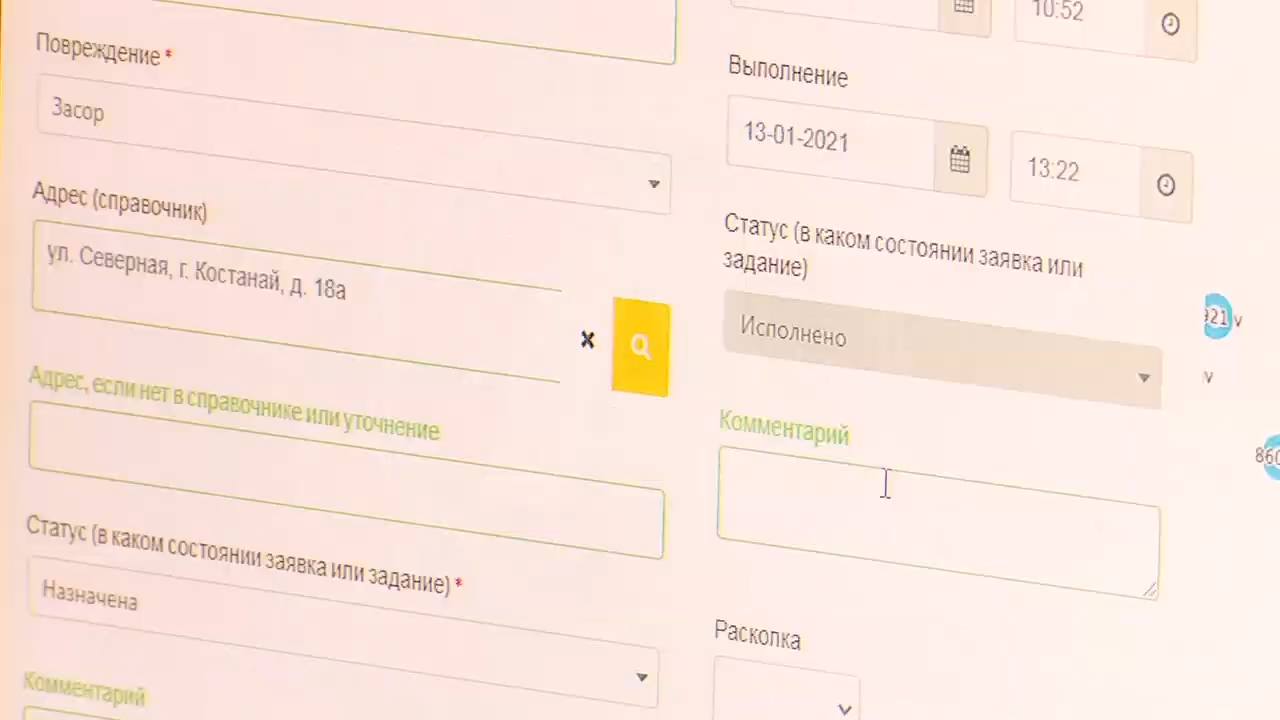 Повреждение *
Засор
Адрес (справочник)
ул. Северная, г. Костанай, д. 18а
Адрес, если нет в справочнике или уточнение
Статус (в каком состоянии заявка или задание) *
Назначена
Комментарий
10:52
Выполнение
13-01-2021
13:22
Статус (в каком состоянии заявка или
задание)
Исполнено
Комментарий
Раскопка
921 v
v
860